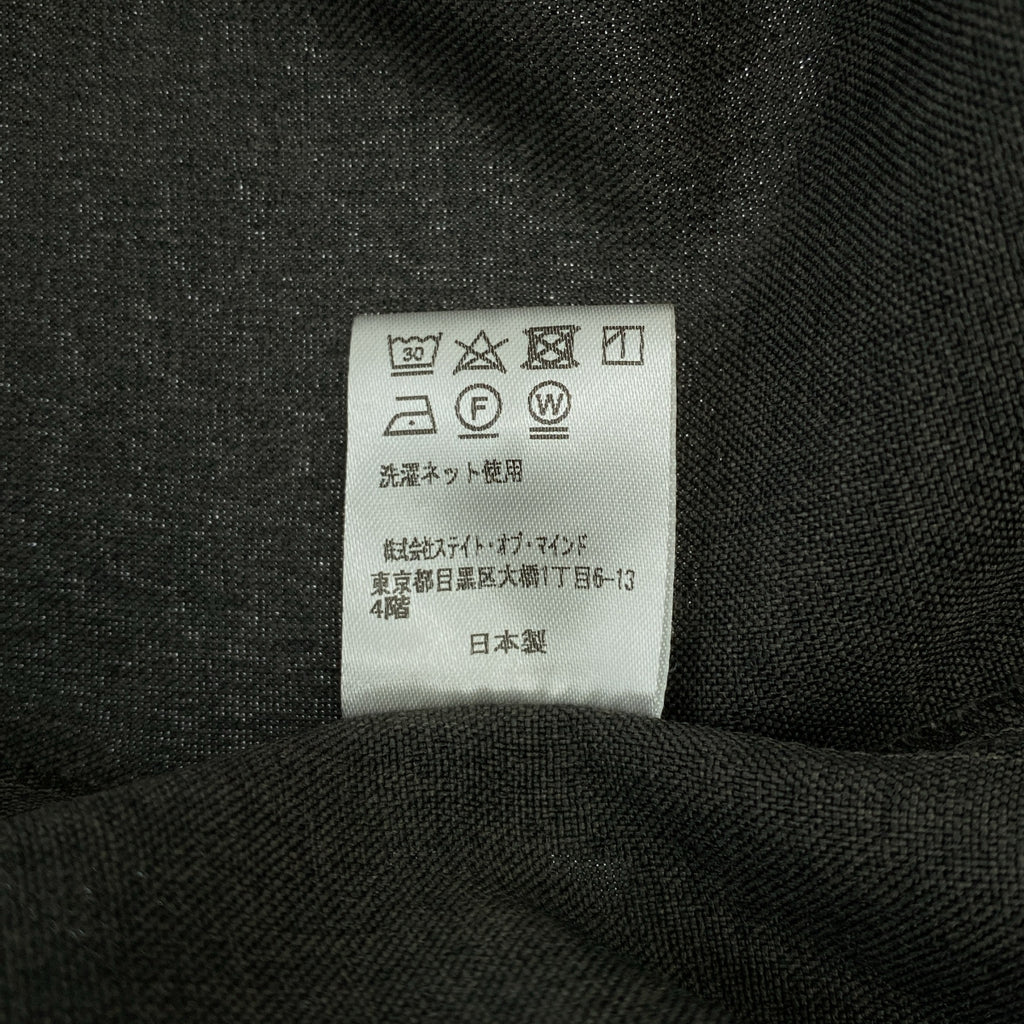 30
F W
洗濯ネット使用
株式会社ステイト・オブ・マインド
東京都目黒区大橋1丁目6-13
4階
日本製